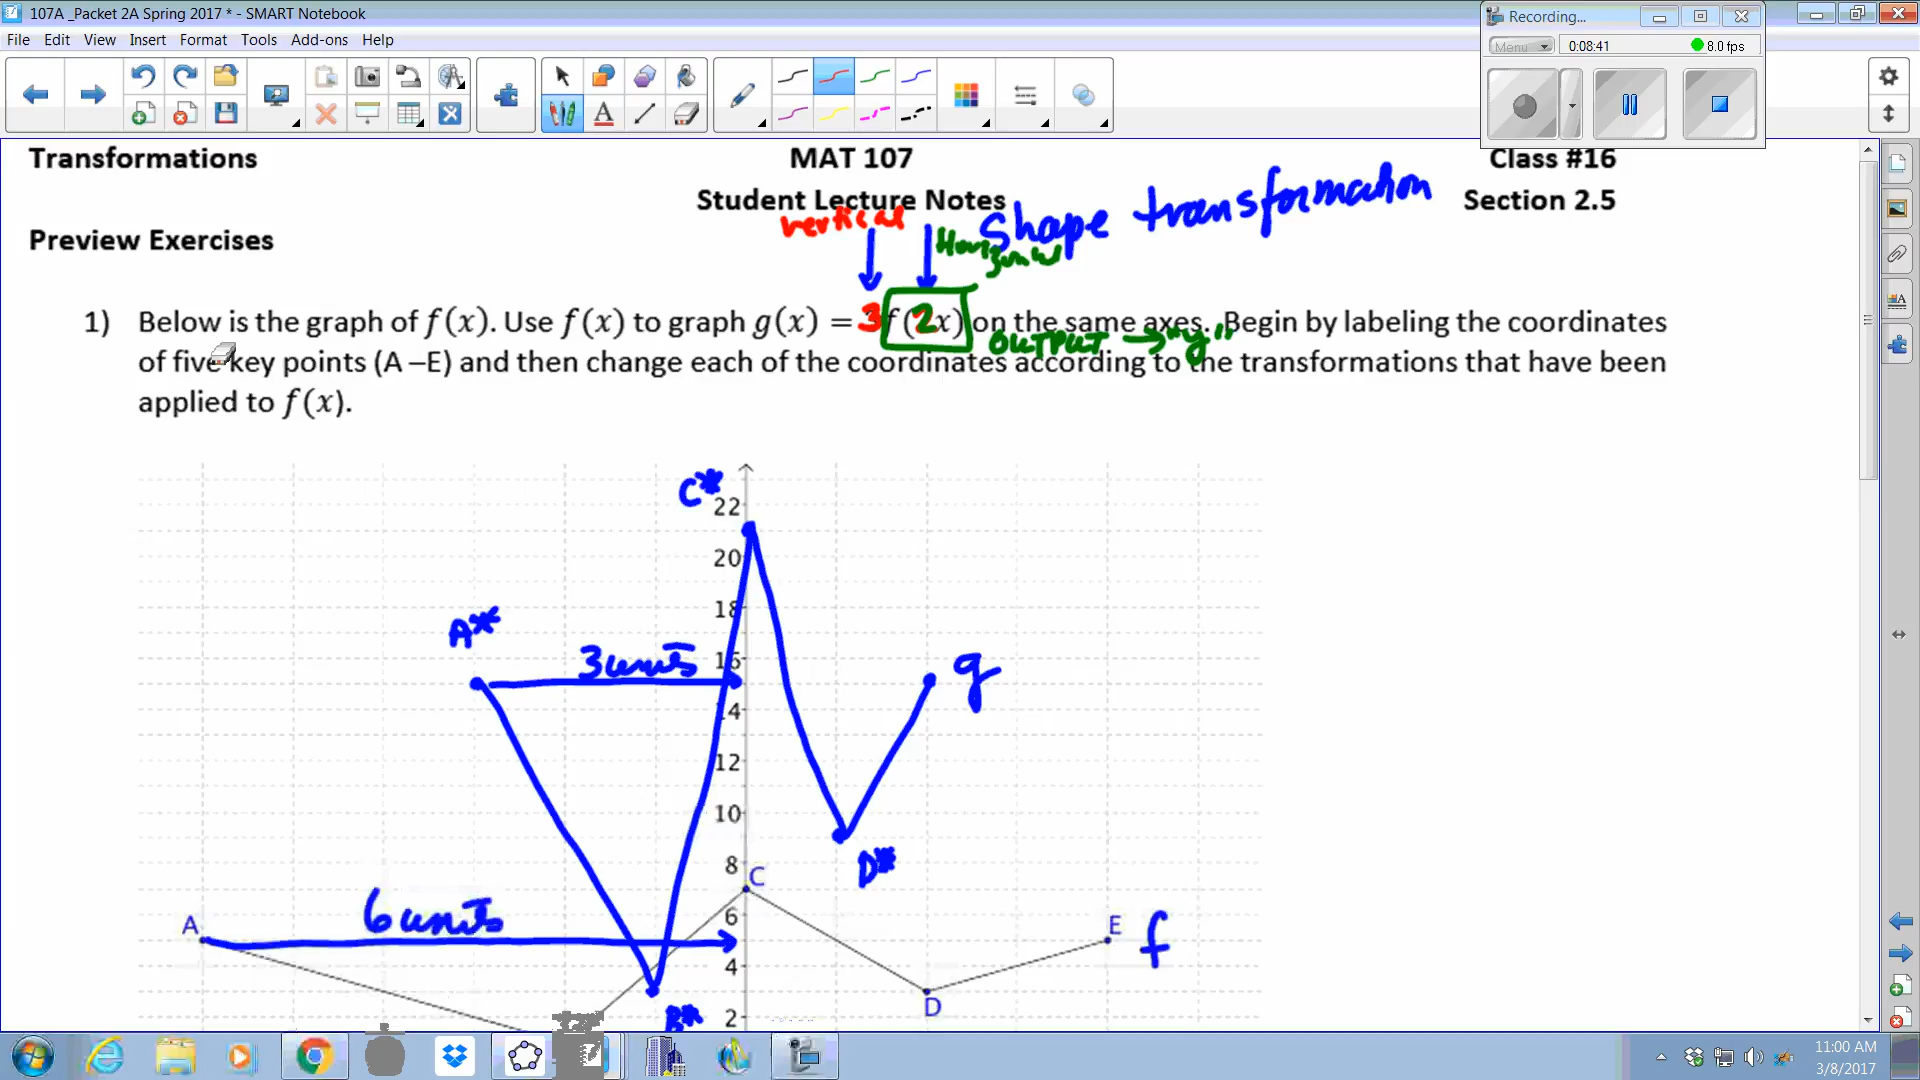 107A _Packet 2A Spring 2017 * - SMART Notebook
Recording...
File Edit View Insert Format Tools Add-ons Help
Menu
0:08:41
8.0 fps
Transformations
MAT 107
Class #16
Student Lecture Notes
Section 2.5
vertical
Horizontal
Shape transformation
Preview Exercises
1) Below is the graph of f(x). Use f(x) to graph g(x) = 3f(2x) on the same axes. Begin by labeling the coordinates
OUTPUT → "y"
of five key points (A –E) and then change each of the coordinates according to the transformations that have been
applied to f(x).
C*
22
20
A*
18
3 units
16
g
14
12
10
D*
8
C
6 units
6
A
E
f
4
D
B*
2
11:00 AM
3/8/2017